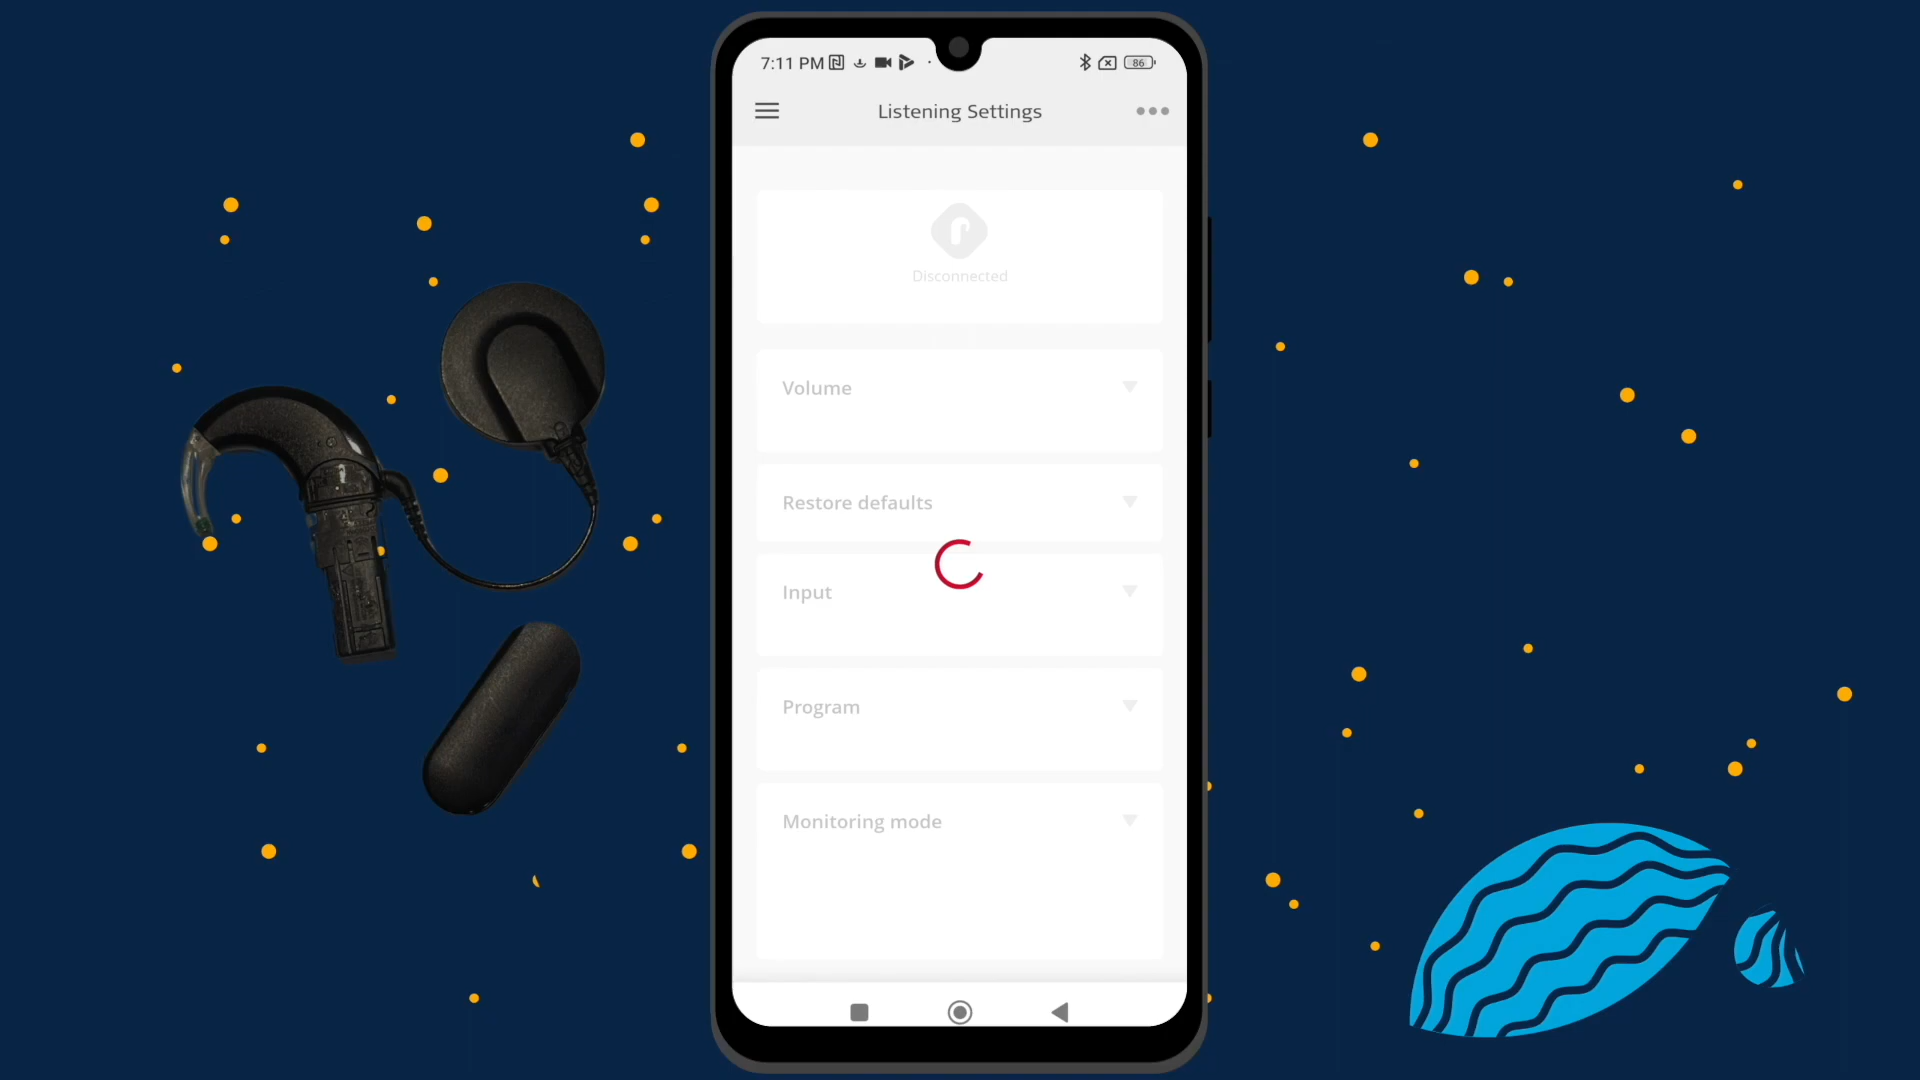 7:11 PM
86
Listening Settings
Disconnected
Volume
Restore defaults
Input
Program
Monitoring mode